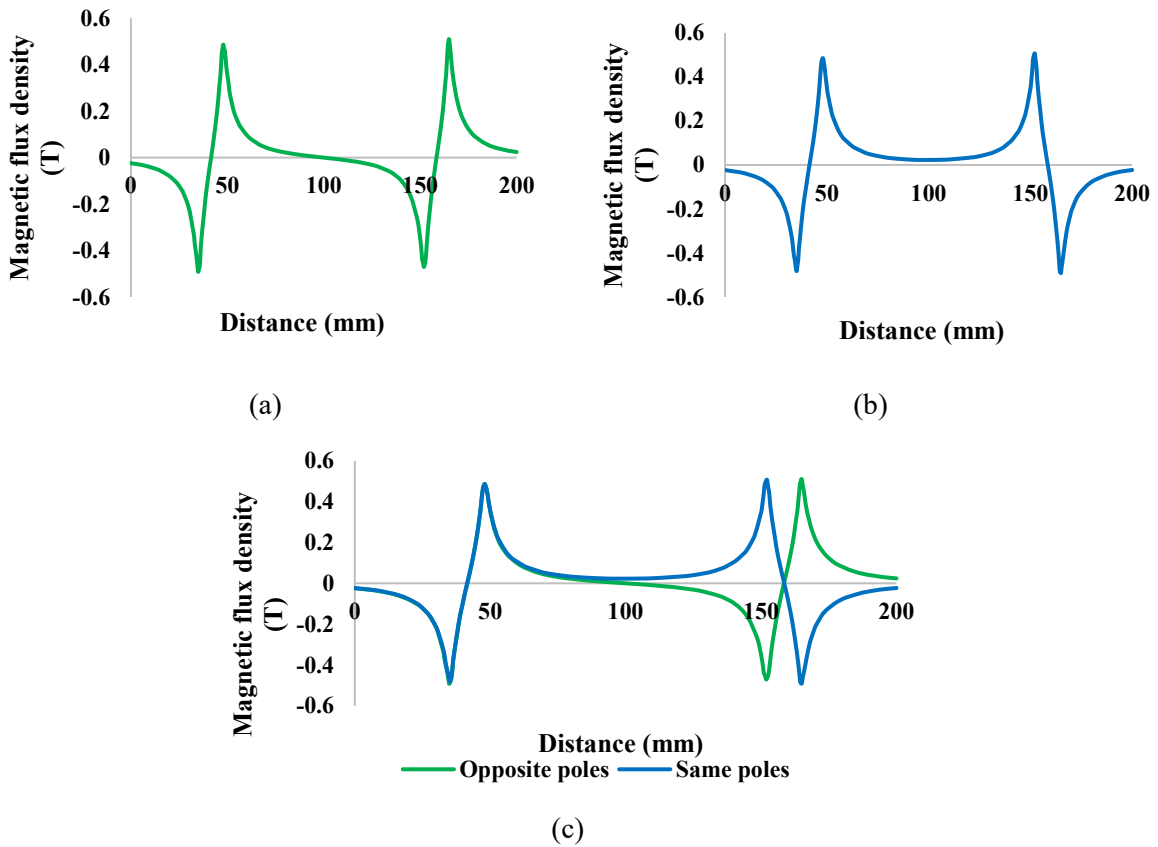 0.6
0.4
0.2
0
-0.2
-0.4
-0.6
0 50 100 150 200
Magnetic flux density
(T)
Distance (mm)
(a)
0.6
0.4
0.2
0
-0.2
-0.4
-0.6
0 50 100 150 200
Magnetic flux density
(T)
Distance (mm)
(b)
0.6
0.4
0.2
0
-0.2
-0.4
-0.6
0 50 100 150 200
Magnetic flux density
(T)
Distance (mm)
Opposite poles Same poles
(c)